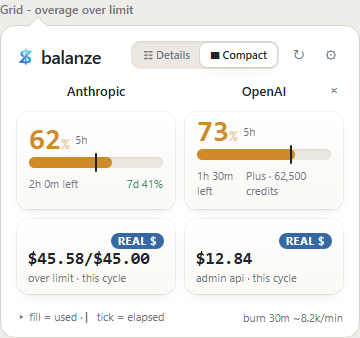 Grid - overage over limit
balanze
Details
Compact
Anthropic
OpenAI
×
62% 5h
2h 0m left
7d 41%
73% 5h
1h 30m left
Plus · 62,500 credits
REAL $
$45.58/$45.00
over limit · this cycle
REAL $
$12.84
admin api · this cycle
fill = used · | tick = elapsed
burn 30m ~8.2k/min